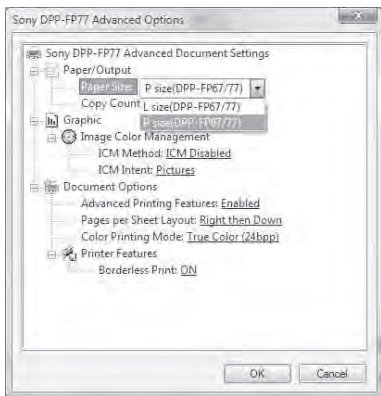 Sony DPP-FP77 Advanced Options
Sony DPP-FP77 Advanced Document Settings
Paper/Output
Paper Size: P size(DPP-FP67/77)
Copy Count L size(DPP-FP67/77)
Graphic P size(DPP-FP67/77)
Image Color Management
ICM Method: ICM Disabled
ICM Intent: Pictures
Document Options
Advanced Printing Features: Enabled
Pages per Sheet Layout: Right then Down
Color Printing Mode: True Color (24bpp)
Printer Features
Borderless Print: ON
OK Cancel